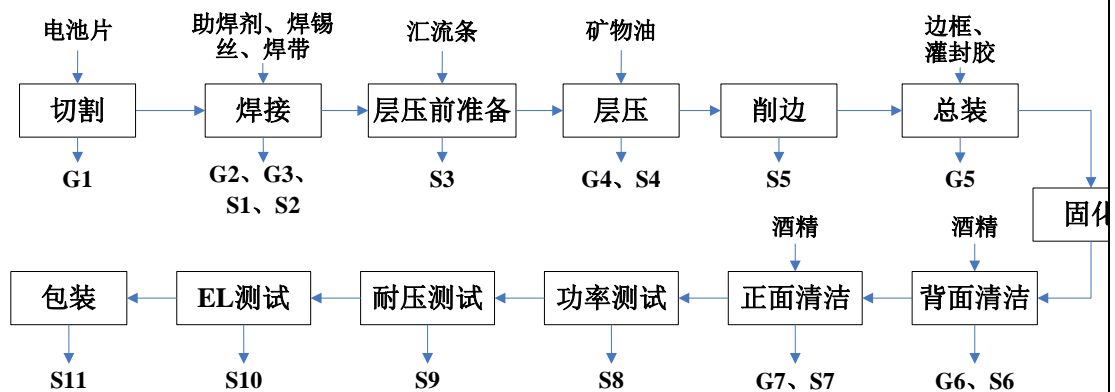 电池片
助焊剂、焊锡
丝、焊带
汇流条
矿物油
边框、
灌封胶
切割
焊接
层压前准备
层压
削边
总装
G1
G2、G3、
S1、S2
S3
G4、S4
S5
G5
固化
酒精
酒精
包装
EL测试
耐压测试
功率测试
正面清洁
背面清洁
S11
S10
S9
S8
G7、S7
G6、S6